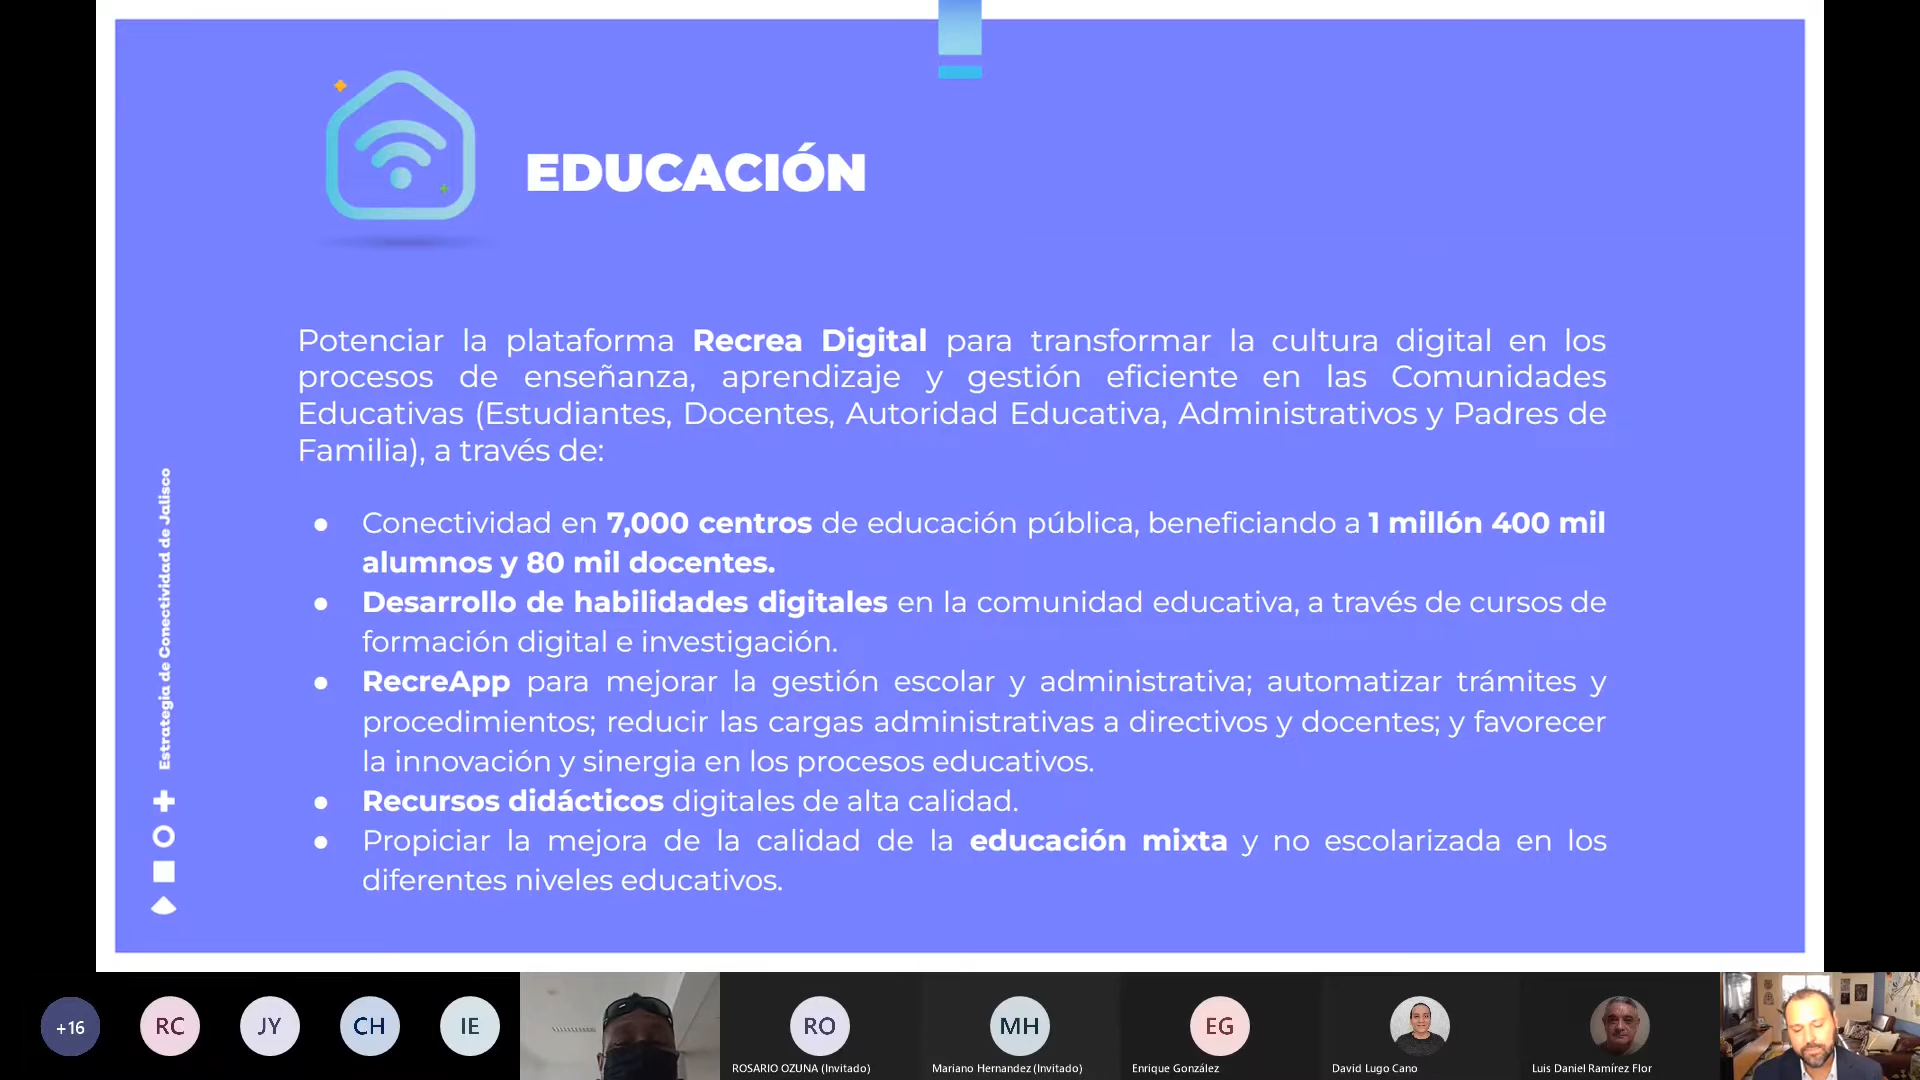 EDUCACIÓN
Potenciar la plataforma Recrea Digital para transformar la cultura digital en los
procesos de enseñanza, aprendizaje y gestión eficiente en las Comunidades
Educativas (Estudiantes, Docentes, Autoridad Educativa, Administrativos y Padres de
Familia), a través de:
● Conectividad en 7,000 centros de educación pública, beneficiando a 1 millón 400 mil
alumnos y 80 mil docentes.
● Desarrollo de habilidades digitales en la comunidad educativa, a través de cursos de
formación digital e investigación.
● RecreApp para mejorar la gestión escolar y administrativa; automatizar trámites y
procedimientos; reducir las cargas administrativas a directivos y docentes; y favorecer
la innovación y sinergia en los procesos educativos.
● Recursos didácticos digitales de alta calidad.
● Propiciar la mejora de la calidad de la educación mixta y no escolarizada en los
diferentes niveles educativos.
Estrategia de Conectividad de Jalisco
+16
RC
JY
CH
IE
RO
MH
EG
ROSARIO OZUNA (Invitado)
Mariano Hernandez (Invitado)
Enrique González
David Lugo Cano
Luis Daniel Ramírez Flor